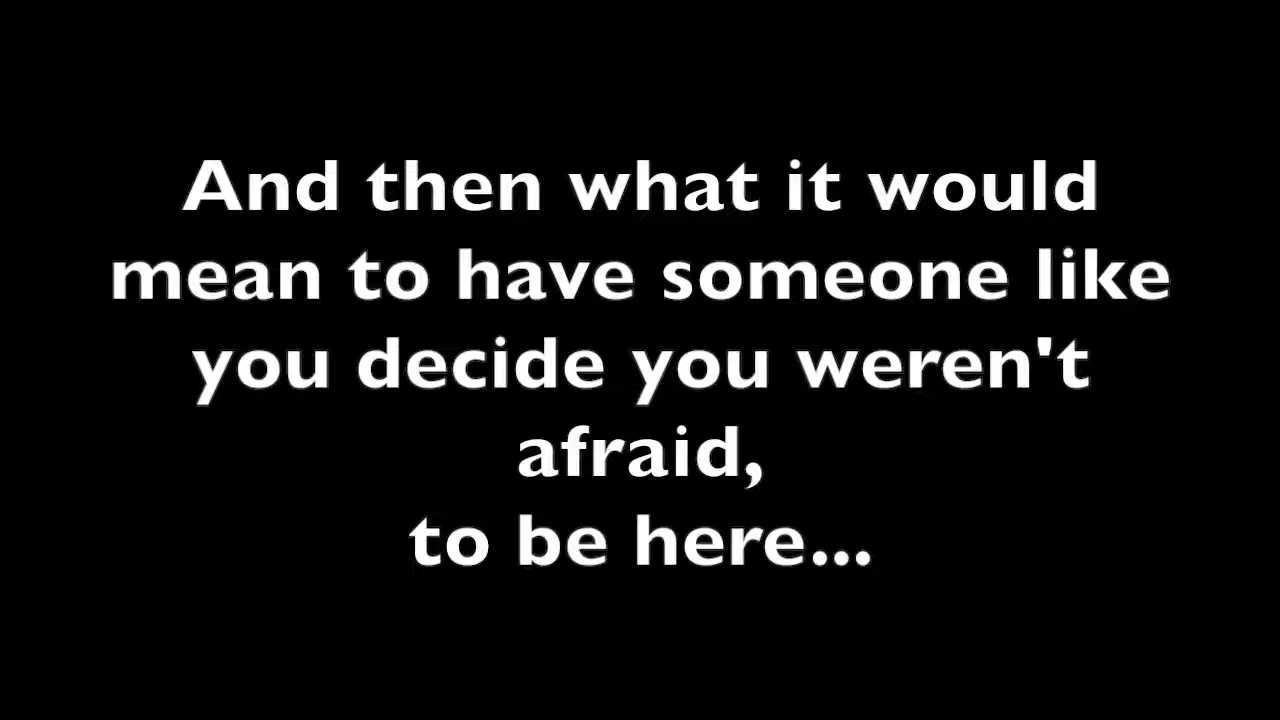 And then what it would
mean to have someone like
you decide you weren't
afraid,
to be here...